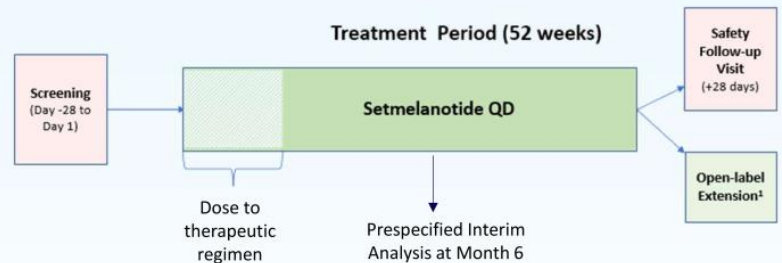 Treatment Period (52 weeks)
Screening
(Day -28 to
Day 1)
Setmelanotide QD
Safety
Follow-up
Visit
(+28 days)
Open-label
Extension¹
Dose to
therapeutic
regimen
Prespecified Interim
Analysis at Month 6